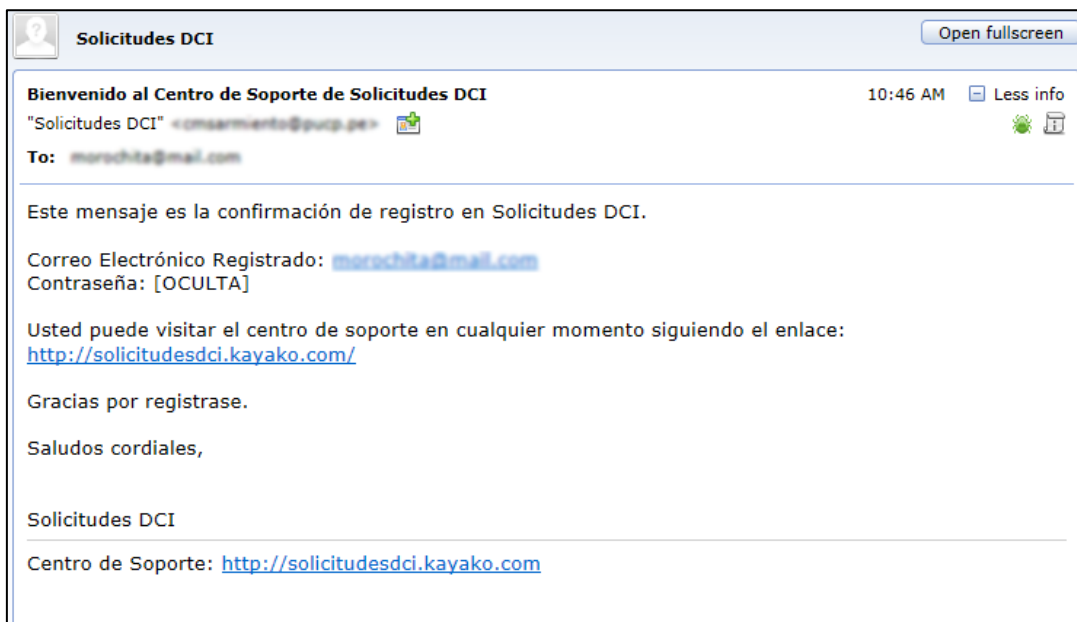 Solicitudes DCI
Open fullscreen
Bienvenido al Centro de Soporte de Solicitudes DCI
10:46 AM
Less info
"Solicitudes DCI"
To:
Este mensaje es la confirmación de registro en Solicitudes DCI.
Correo Electrónico Registrado:
Contraseña: [OCULTA]
Usted puede visitar el centro de soporte en cualquier momento siguiendo el enlace:
http://solicitudesdci.kayako.com/
Gracias por registrase.
Saludos cordiales,
Solicitudes DCI
Centro de Soporte: http://solicitudesdci.kayako.com